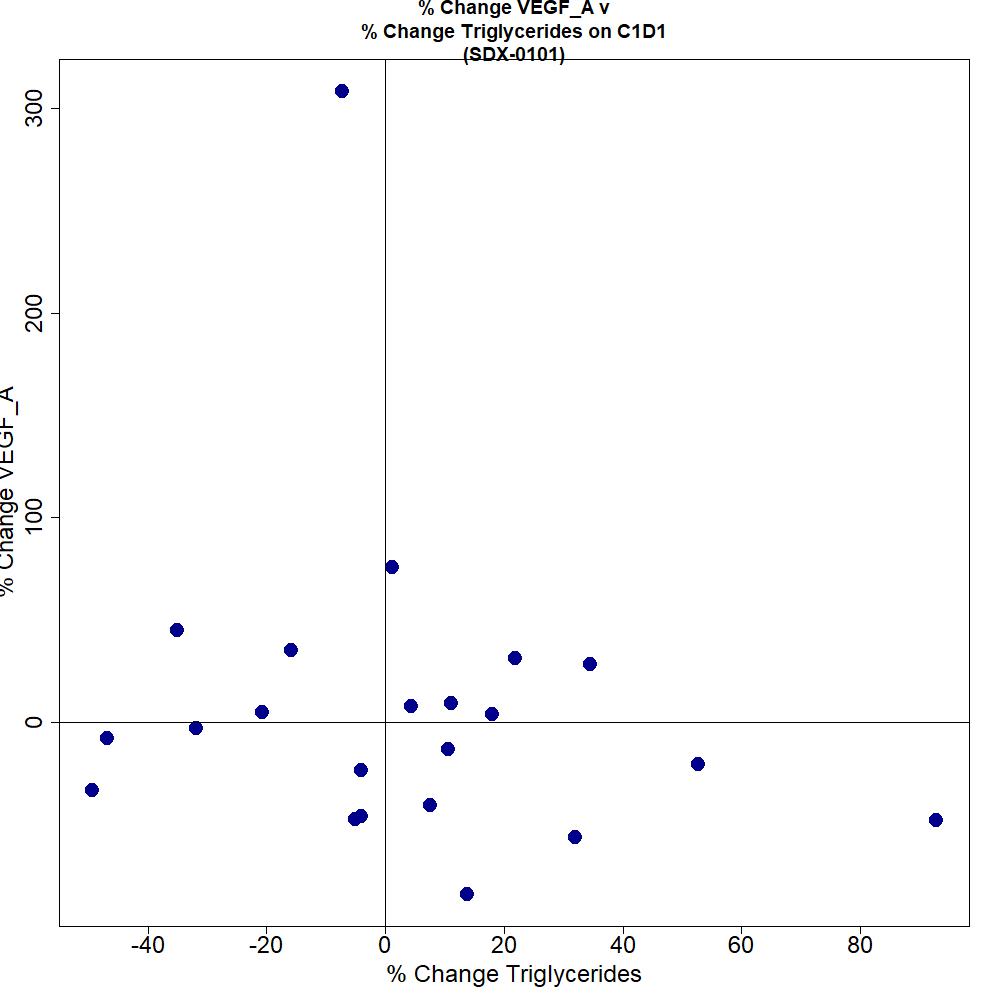 % Change VEGF_A v
% Change Triglycerides on C1D1
(SDX-0101)
300
200
100
0
% Change VEGF_A
-40
-20
0
20
40
60
80
% Change Triglycerides